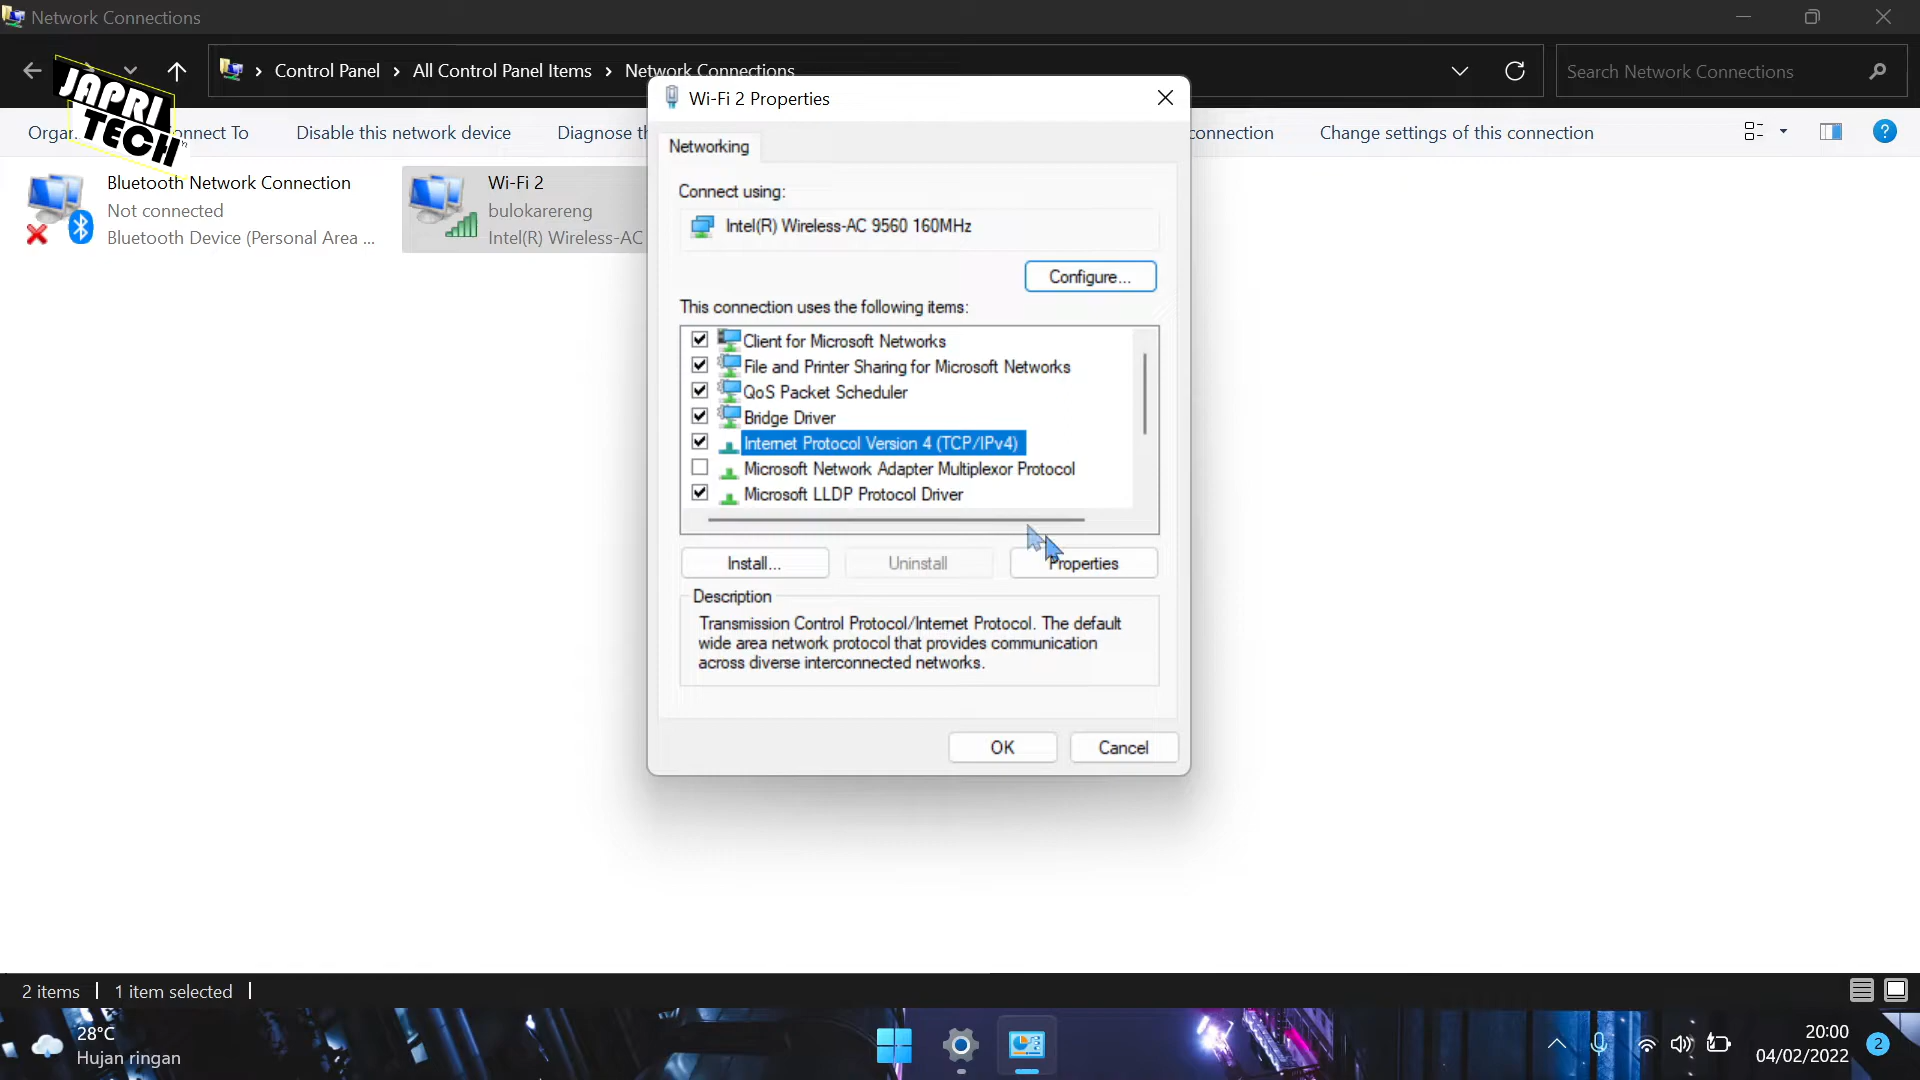 Network Connections
Control Panel > All Control Panel Items > Network Connections
Search Network Connections
JAPRI
TECH
Disable this network device
Change settings of this connection
Bluetooth Network Connection
Not connected
Bluetooth Device (Personal Area ...
Wi-Fi 2
bulokarereng
Intel(R) Wireless-AC
Wi-Fi 2 Properties
Networking
Connect using:
Intel(R) Wireless-AC 9560 160MHz
Configure...
This connection uses the following items:
Client for Microsoft Networks
File and Printer Sharing for Microsoft Networks
QoS Packet Scheduler
Bridge Driver
Internet Protocol Version 4 (TCP/IPv4)
Microsoft Network Adapter Multiplexor Protocol
Microsoft LLDP Protocol Driver
Install...
Uninstall
Properties
Description
Transmission Control Protocol/Internet Protocol. The default
wide area network protocol that provides communication
across diverse interconnected networks.
OK
Cancel
2 items
1 item selected
28°C
Hujan ringan
20:00
04/02/2022
2